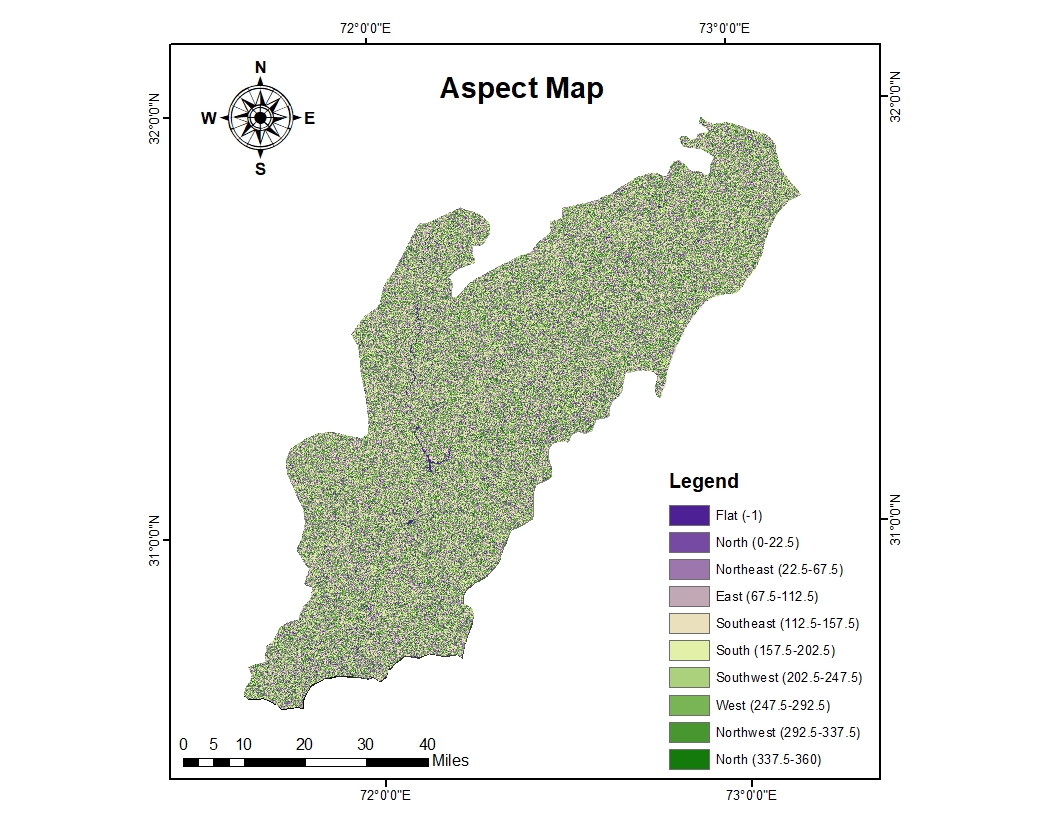 72°0'0"E 73°0'0"E
Aspect Map
N
W E
S
32°0'0"N 32°0'0"N
31°0'0"N 31°0'0"N
Legend
Flat (-1)
North (0-22.5)
Northeast (22.5-67.5)
East (67.5-112.5)
Southeast (112.5-157.5)
South (157.5-202.5)
Southwest (202.5-247.5)
West (247.5-292.5)
Northwest (292.5-337.5)
North (337.5-360)
0 5 10 20 30 40
Miles
72°0'0"E 73°0'0"E